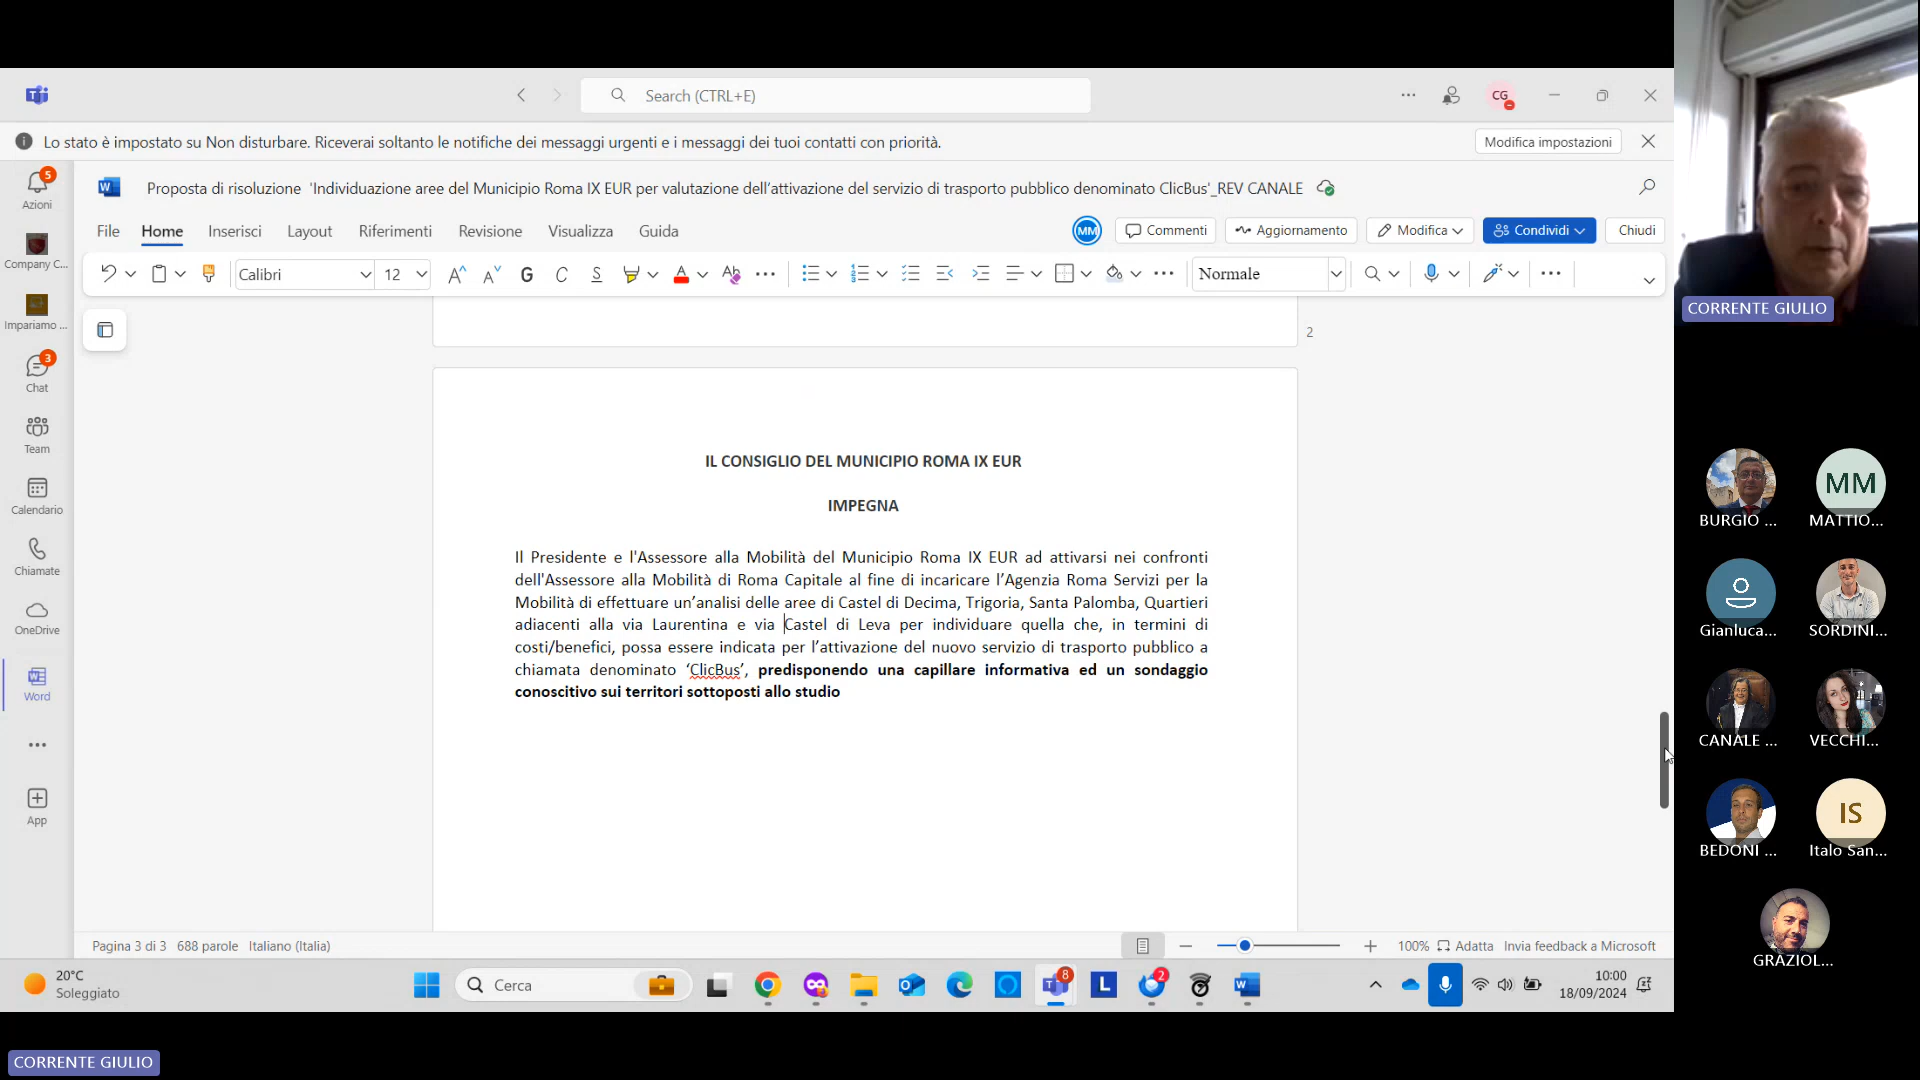 Search (CTRL+E)
CG
Lo stato è impostato su Non disturbare. Riceverai soltanto le notifiche dei messaggi urgenti e i messaggi dei tuoi contatti con priorità.
Modifica impostazioni
5
Azioni
Company C...
Impariamo ...
3
Chat
Team
Calendario
Chiamate
OneDrive
Word
App
Proposta di risoluzione 'Individuazione aree del Municipio Roma IX EUR per valutazione dell'attivazione del servizio di trasporto pubblico denominato ClicBus'_REV CANALE
File Home Inserisci Layout Riferimenti Revisione Visualizza Guida
MM Commenti Aggiornamento Modifica Condividi Chiudi
Calibri 12 G C S A Normale
2
IL CONSIGLIO DEL MUNICIPIO ROMA IX EUR
IMPEGNA
Il Presidente e l'Assessore alla Mobilità del Municipio Roma IX EUR ad attivarsi nei confronti
dell'Assessore alla Mobilità di Roma Capitale al fine di incaricare l’Agenzia Roma Servizi per la
Mobilità di effettuare un’analisi delle aree di Castel di Decima, Trigoria, Santa Palomba, Quartieri
adiacenti alla via Laurentina e via Castel di Leva per individuare quella che, in termini di
costi/benefici, possa essere indicata per l’attivazione del nuovo servizio di trasporto pubblico a
chiamata denominato ‘ClicBus’, predisponendo una capillare informativa ed un sondaggio
conoscitivo sui territori sottoposti allo studio
Pagina 3 di 3 688 parole Italiano (Italia)
100% Adatta Invia feedback a Microsoft
20°C
Soleggiato
Cerca
8
L
2
10:00
18/09/2024
CORRENTE GIULIO
CORRENTE GIULIO
BURGIO ...
MM
MATTIO...
Gianluca...
SORDINI...
CANALE ...
VECCHI...
BEDONI ...
IS
Italo San...
GRAZIOL...